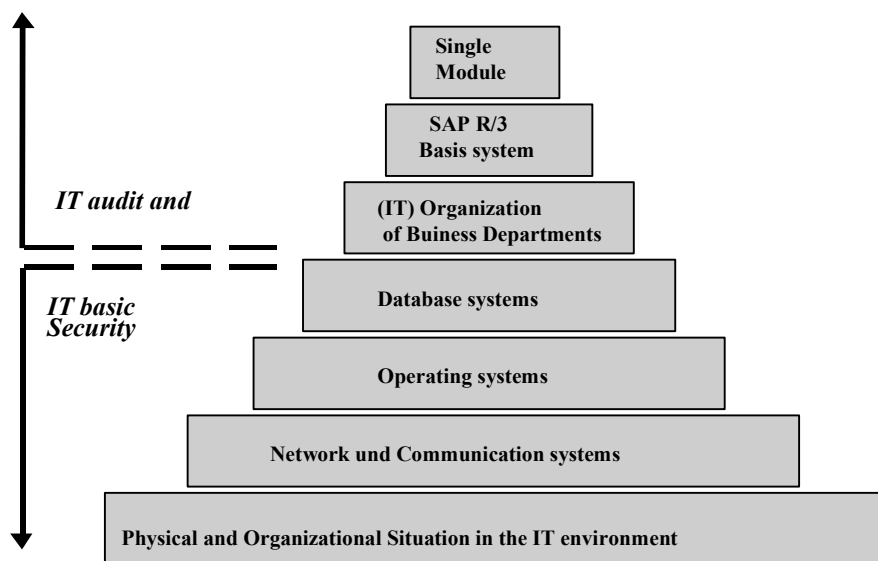 Single
Module
SAP R/3
Basis system
IT audit and
(IT) Organization
of Buiness Departments
IT basic
Security
Database systems
Operating systems
Network und Communication systems
Physical and Organizational Situation in the IT environment